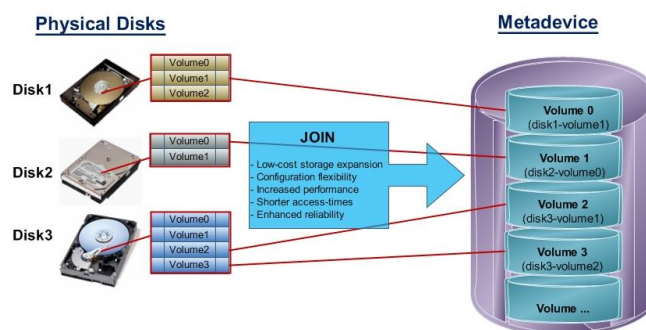 Physical Disks
Metadevice
Disk1
Volume0
Volume1
Volume2
Disk2
Volume0
Volume1
Disk3
Volume0
Volume1
Volume2
Volume3
JOIN
- Low-cost storage expansion
- Configuration flexibility
- Increased performance
- Shorter access-times
- Enhanced reliability
Volume 0
(disk1-volume1)
Volume 1
(disk2-volume0)
Volume 2
(disk3-volume1)
Volume 3
(disk3-volume2)
Volume ...